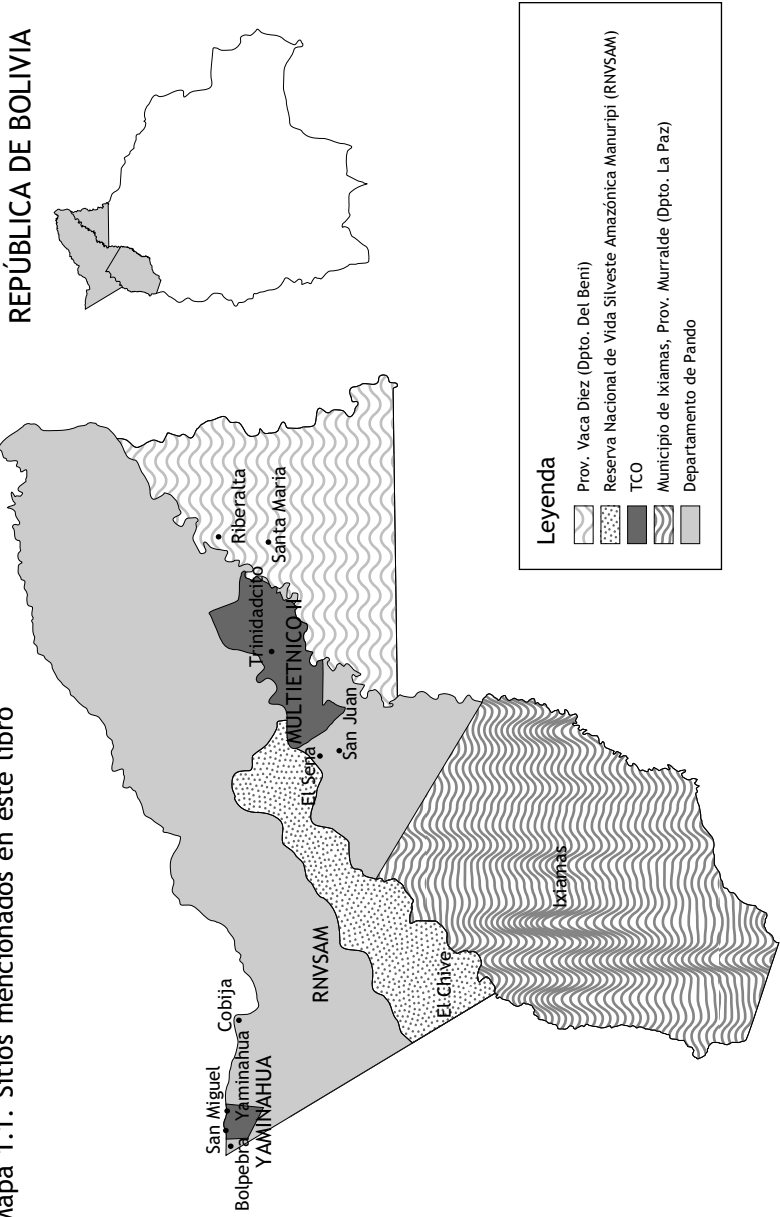 Mapa 1.1. Sitios mencionados en este libro
REPÚBLICA DE BOLIVIA
San Miguel
Cobija
Bolpebra
Yaminahua
YAMINAHUA
RNVSAM
El Chive
El Sena
San Juan
MULTIETNICO II
Trinidadcito
Riberalta
Santa Maria
Ixiamas
Leyenda
Prov. Vaca Diez (Dpto. Del Beni)
Reserva Nacional de Vida Silveste Amazónica Manuripi (RNVSAM)
TCO
Municipio de Ixiamas, Prov. Murralde (Dpto. La Paz)
Departamento de Pando